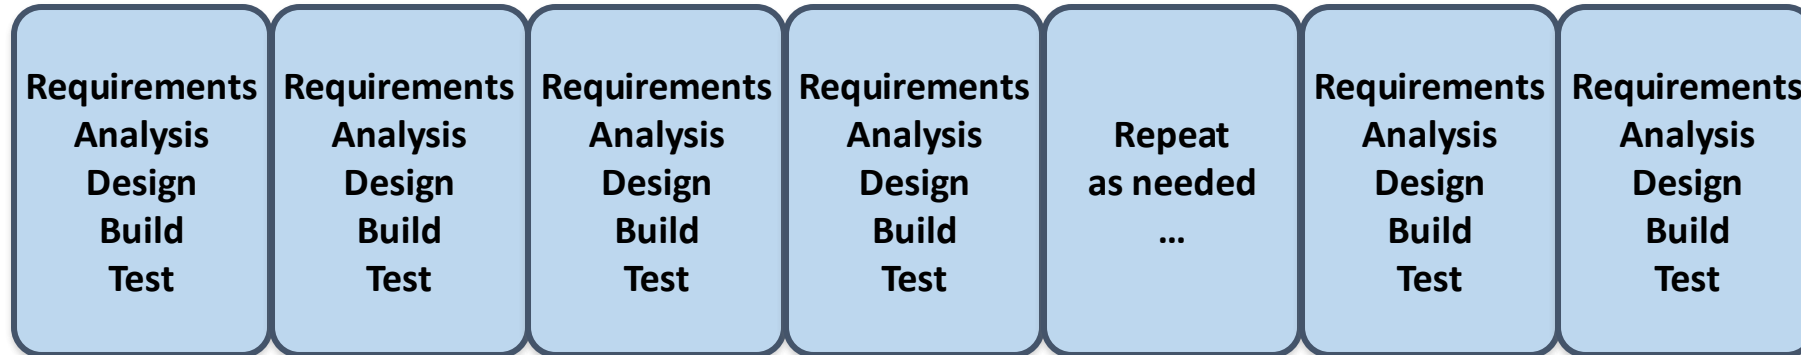 Requirements
Analysis
Design
Build
Test
Requirements
Analysis
Design
Build
Test
Requirements
Analysis
Design
Build
Test
Requirements
Analysis
Design
Build
Test
Repeat
as needed
...
Requirements
Analysis
Design
Build
Test
Requirements
Analysis
Design
Build
Test